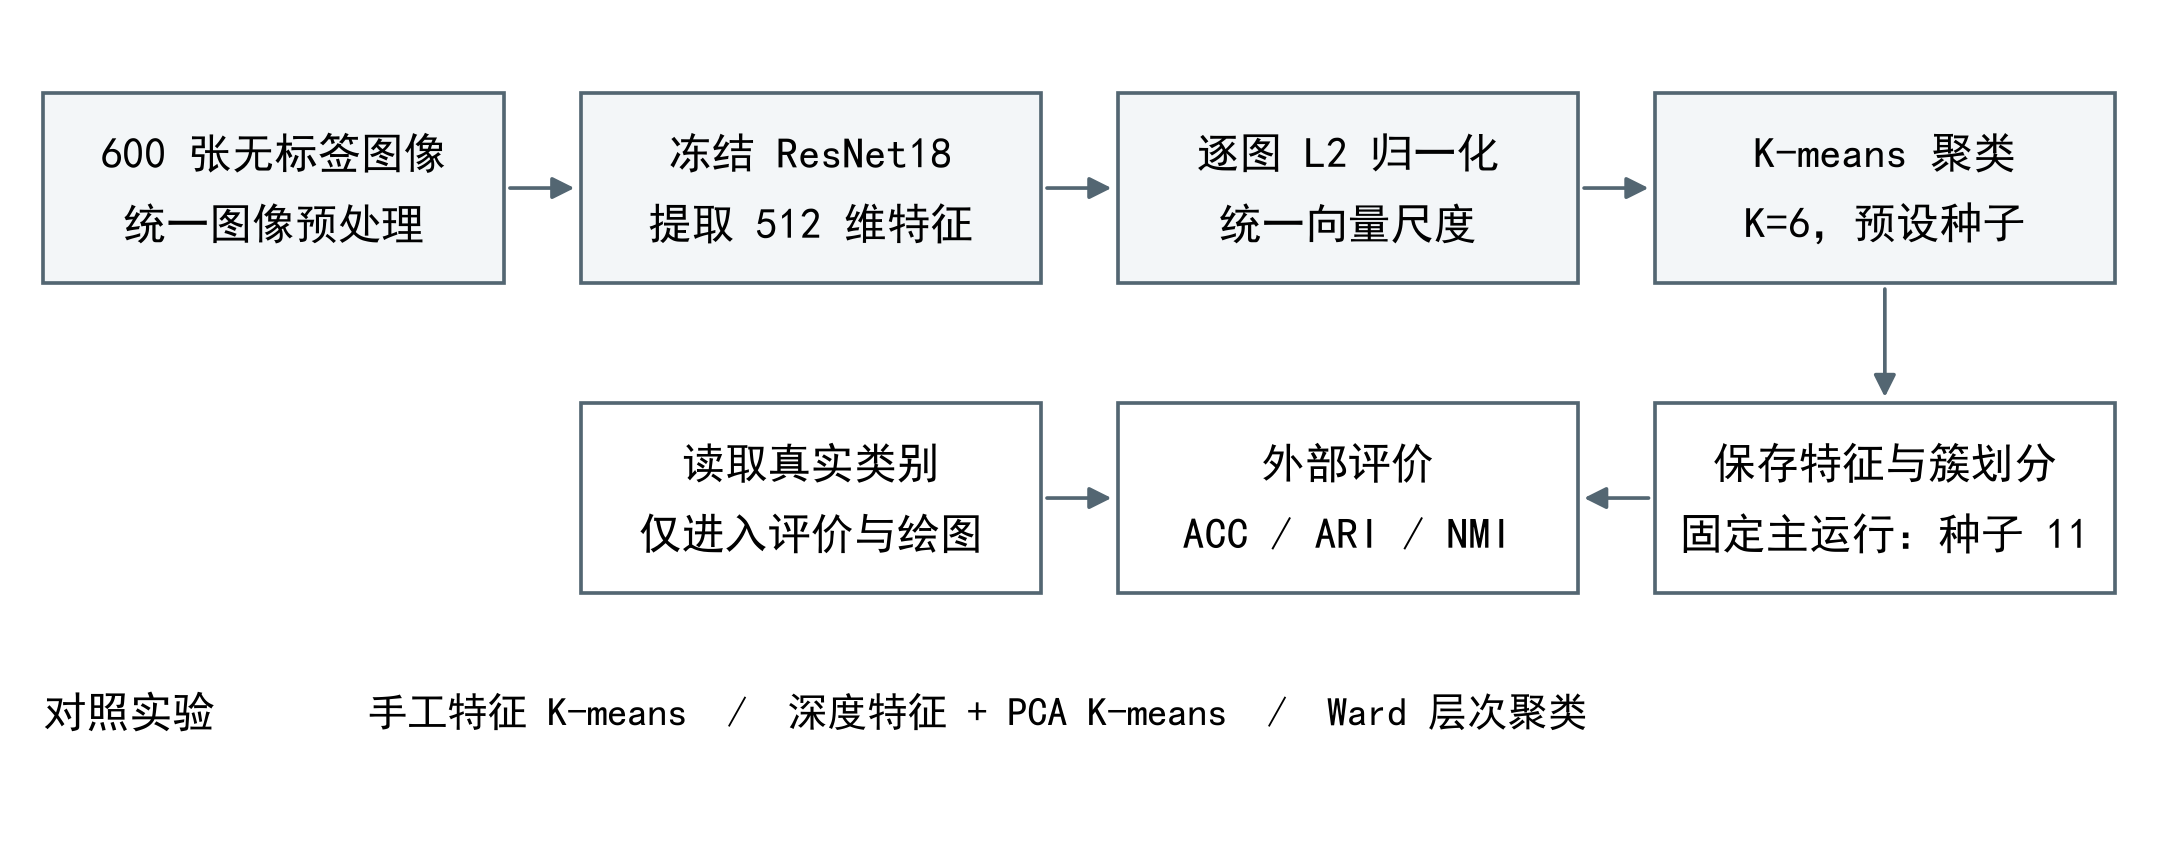 600 张无标签图像
统一图像预处理
冻结 ResNet18
提取 512 维特征
逐图 L2 归一化
统一向量尺度
K-means 聚类
K=6, 预设种子
读取真实类别
仅进入评价与绘图
外部评价
ACC / ARI / NMI
保存特征与簇划分
固定主运行: 种子 11
对照实验
手工特征 K-means / 深度特征 + PCA K-means / Ward 层次聚类